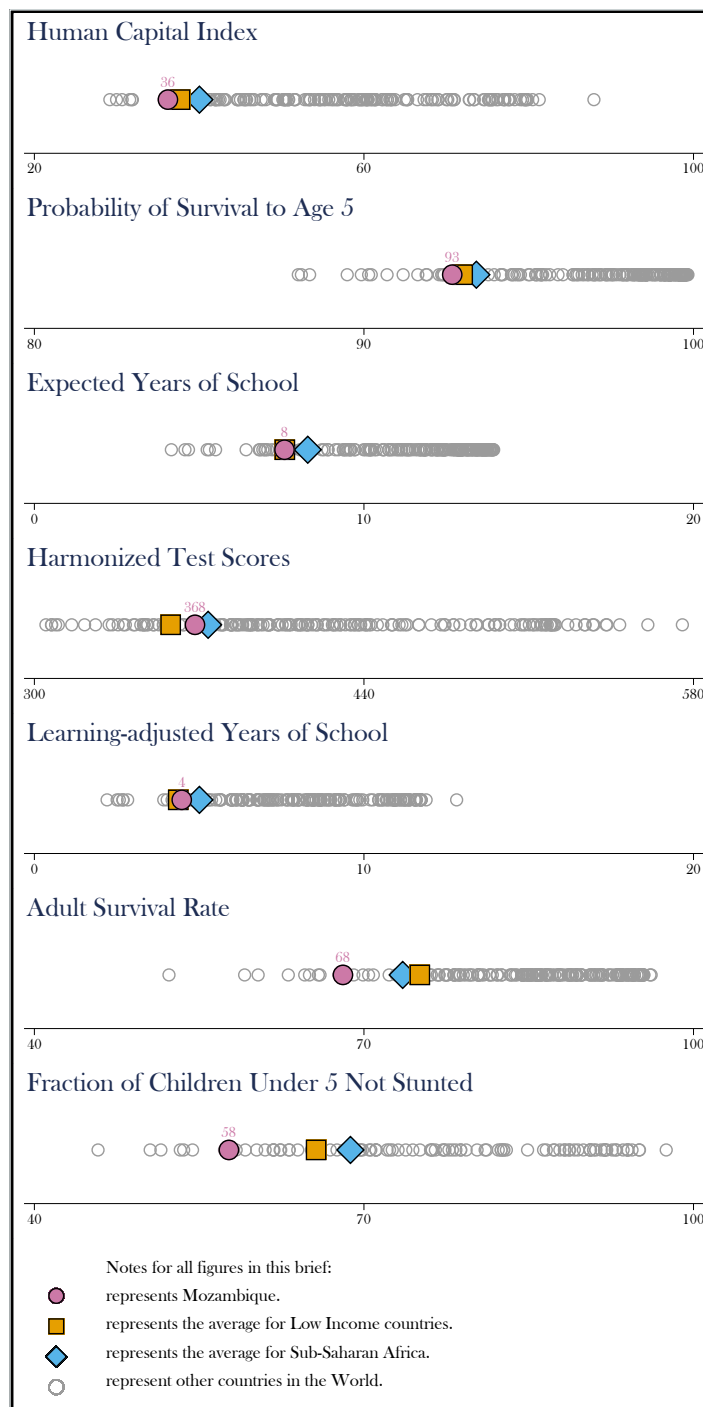 Human Capital Index
36
20 60 100
Probability of Survival to Age 5
93
80 90 100
Expected Years of School
8
0 10 20
Harmonized Test Scores
368
300 440 580
Learning-adjusted Years of School
4
0 10 20
Adult Survival Rate
68
40 70 100
Fraction of Children Under 5 Not Stunted
58
40 70 100
Notes for all figures in this brief:
represents Mozambique.
represents the average for Low Income countries.
represents the average for Sub-Saharan Africa.
represent other countries in the World.